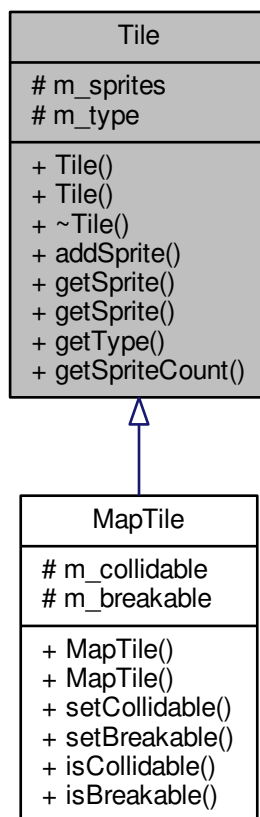 Tile
# m_sprites
# m_type
+ Tile()
+ Tile()
+ ~Tile()
+ addSprite()
+ getSprite()
+ getSprite()
+ getType()
+ getSpriteCount()
MapTile
# m_collidable
# m_breakable
+ MapTile()
+ MapTile()
+ setCollidable()
+ setBreakable()
+ isCollidable()
+ isBreakable()